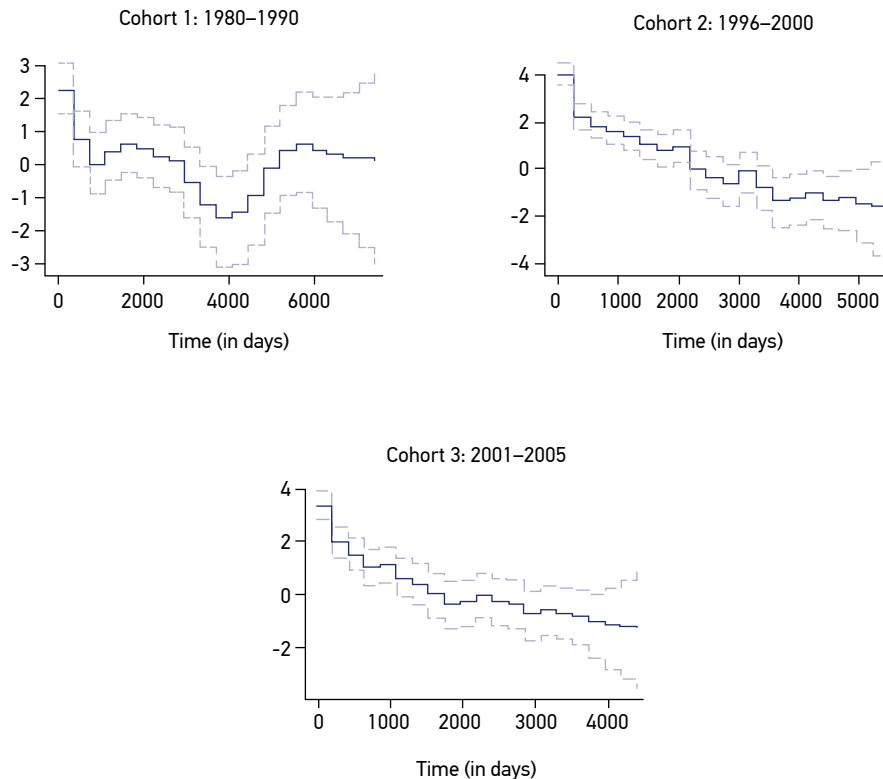 Cohort 1: 1980–1990
3
2
1
0
-1
-2
-3
0 2000 4000 6000
Time (in days)
Cohort 2: 1996–2000
4
2
0
-2
-4
0 1000 2000 3000 4000 5000
Time (in days)
Cohort 3: 2001–2005
4
2
0
-2
0 1000 2000 3000 4000
Time (in days)